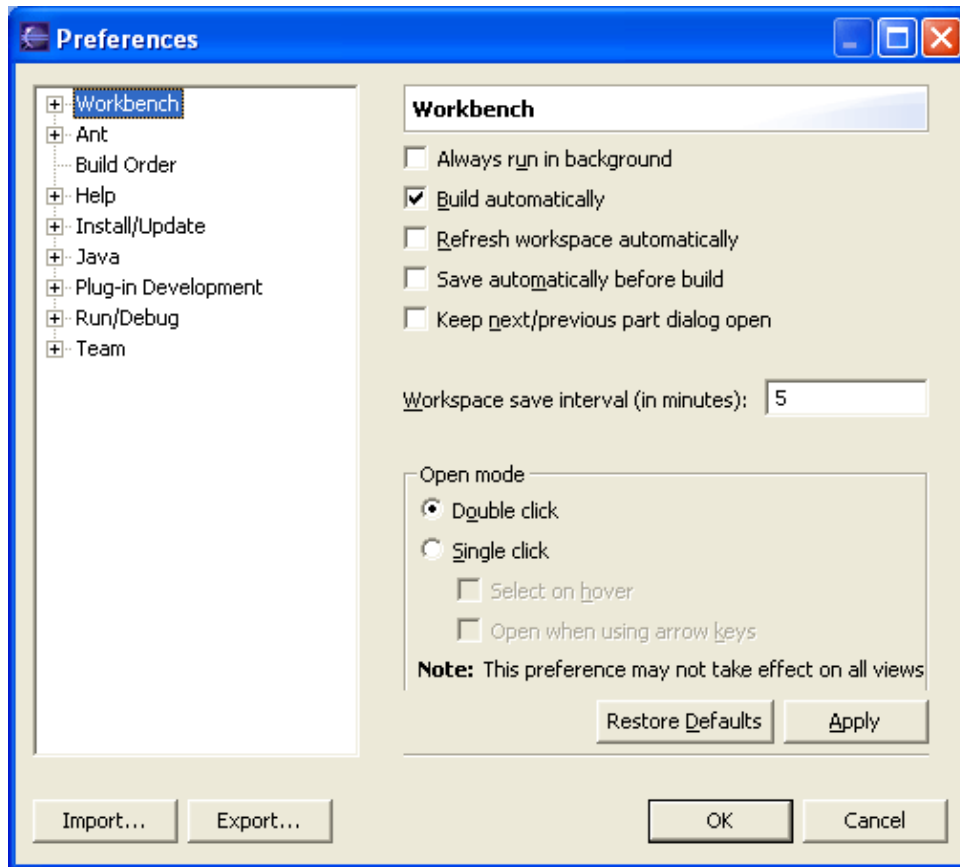 Preferences
Workbench
Ant
Build Order
Help
Install/Update
Java
Plug-in Development
Run/Debug
Team
Workbench
Always run in background
Build automatically
Refresh workspace automatically
Save automatically before build
Keep next/previous part dialog open
Workspace save interval (in minutes): 5
Open mode
Double click
Single click
Select on hover
Open when using arrow keys
Note: This preference may not take effect on all views
Restore Defaults Apply
Import... Export... OK Cancel